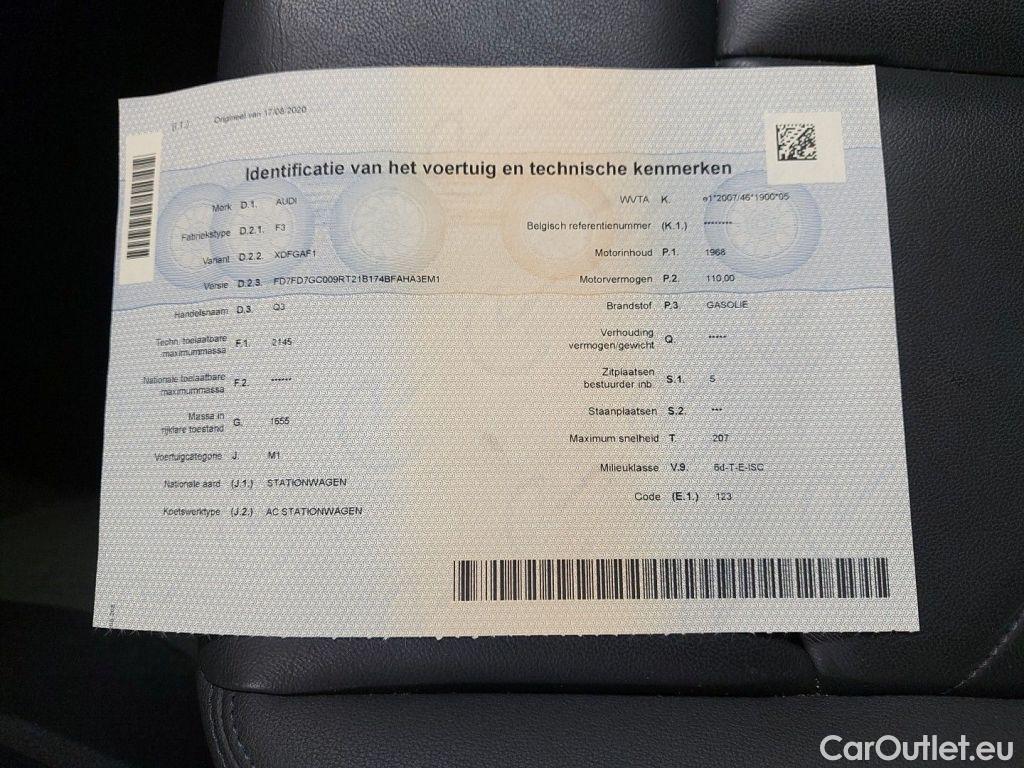 (I.1.) Origineel van 17/08/2020
Identificatie van het voertuig en technische kenmerken
Merk D.1. AUDI
Fabriekstype D.2.1. F3
Variant D.2.2. XDFGAF1
Versie D.2.3. FD7FD7GC009RT21B174BFAHA3EM1
Handelsnaam D.3. Q3
Techn. toelaatbare
maximummassa F.1. 2145
Nationale toelaatbare
maximummassa F.2. ******
Massa in
rijklare toestand G. 1655
Voertuigcategorie J. M1
Nationale aard (J.1.) STATIONWAGEN
Koetswerktype (J.2.) AC STATIONWAGEN
WVTA K. e1*2007/46*1900*05
Belgisch referentienummer (K.1.) ********
Motorinhoud P.1. 1968
Motorvermogen P.2. 110,00
Brandstof P.3. GASOLIE
Verhouding
vermogen/gewicht Q. *****
Zitplaatsen
bestuurder inb. S.1. 5
Staanplaatsen S.2. ***
Maximum snelheid T. 207
Milieuklasse V.9. 6d-T-E-ISC
Code (E.1.) 123
CarOutlet.eu